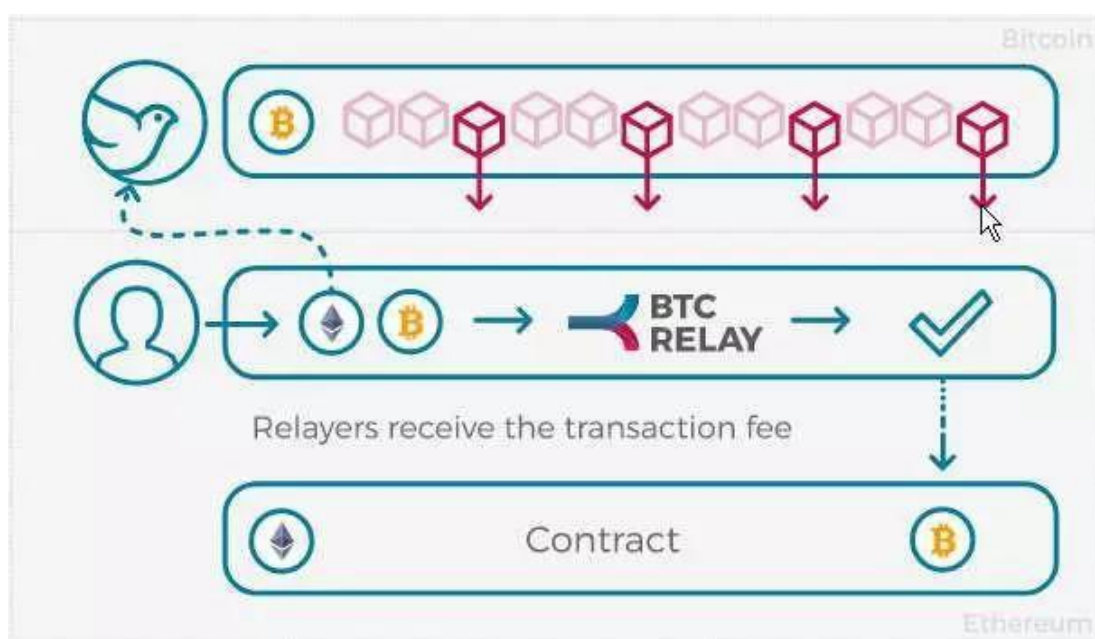 Bitcoin
BTC
RELAY
Relayers receive the transaction fee
Contract
Ethereum